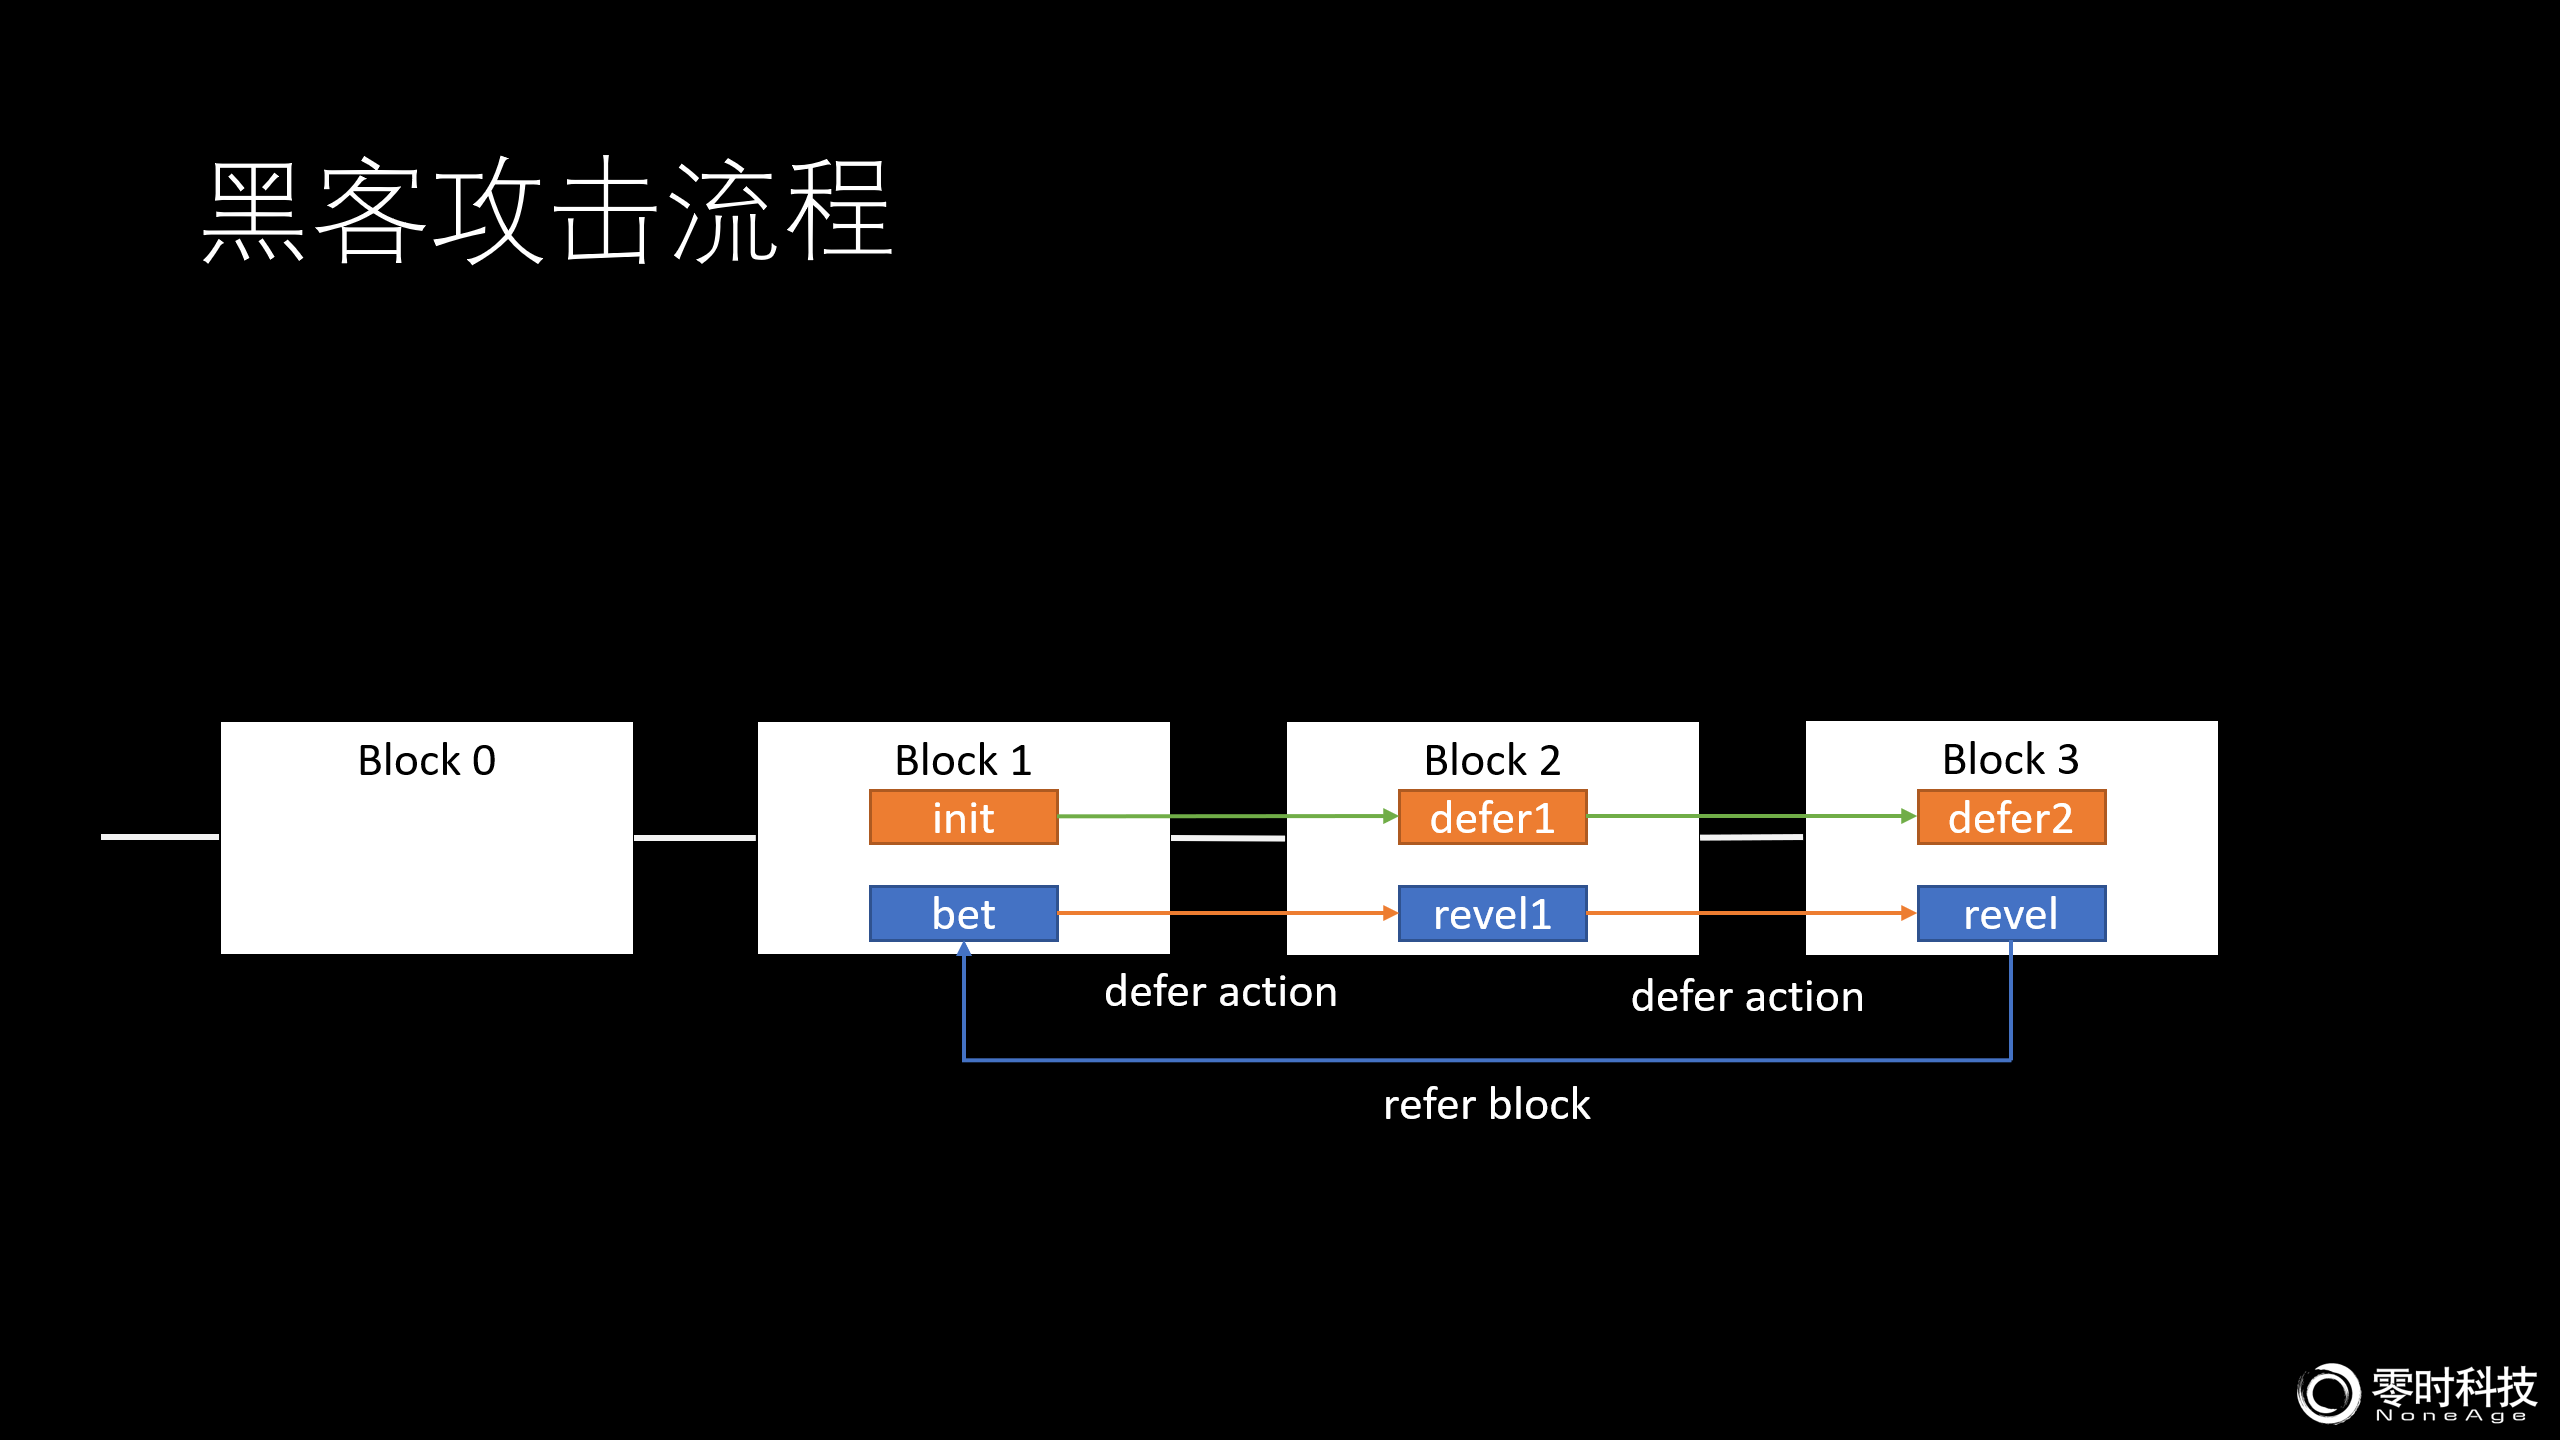 黑客攻击流程
Block 0
Block 1
Block 2
Block 3
init
defer1
defer2
bet
revel1
revel
defer action
defer action
refer block
零时科技
NoneAge